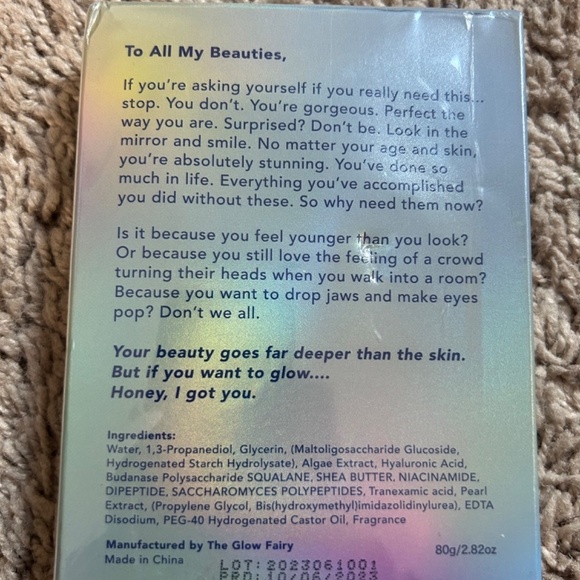 To All My Beauties,
If you're asking yourself if you really need this...
stop. You don't. You're gorgeous. Perfect the
way you are. Surprised? Don't be. Look in the
mirror and smile. No matter your age and skin,
you're absolutely stunning. You've done so
much in life. Everything you've accomplished
you did without these. So why need them now?
Is it because you feel younger than you look?
Or because you still love the feeling of a crowd
turning their heads when you walk into a room?
Because you want to drop jaws and make eyes
pop? Don't we all.
Your beauty goes far deeper than the skin.
But if you want to glow....
Honey, I got you.
Ingredients:
Water, 1,3-Propanediol, Glycerin, (Maltoligosaccharide Glucoside,
Hydrogenated Starch Hydrolysate), Algae Extract, Hyaluronic Acid,
Budanase Polysaccharide SQUALANE, SHEA BUTTER, NIACINAMIDE,
DIPEPTIDE, SACCHAROMYCES POLYPEPTIDES, Tranexamic acid, Pearl
Extract, (Propylene Glycol, Bis(hydroxymethyl)imidazolidinylurea), EDTA
Disodium, PEG-40 Hydrogenated Castor Oil, Fragrance
Manufactured by The Glow Fairy
Made in China
80g/2.82oz
LOT:2023061001
PRD:10/06/2023